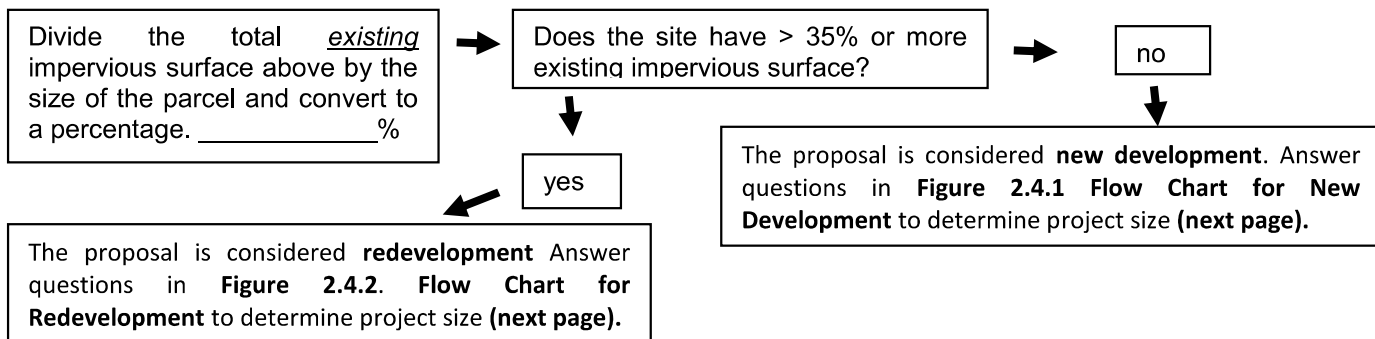 Divide the total existing
impervious surface above by the
size of the parcel and convert to
a percentage. ____________%
Does the site have > 35% or more
existing impervious surface?
no
yes
The proposal is considered new development. Answer
questions in Figure 2.4.1 Flow Chart for New
Development to determine project size (next page).
The proposal is considered redevelopment Answer
questions in Figure 2.4.2. Flow Chart for
Redevelopment to determine project size (next page).